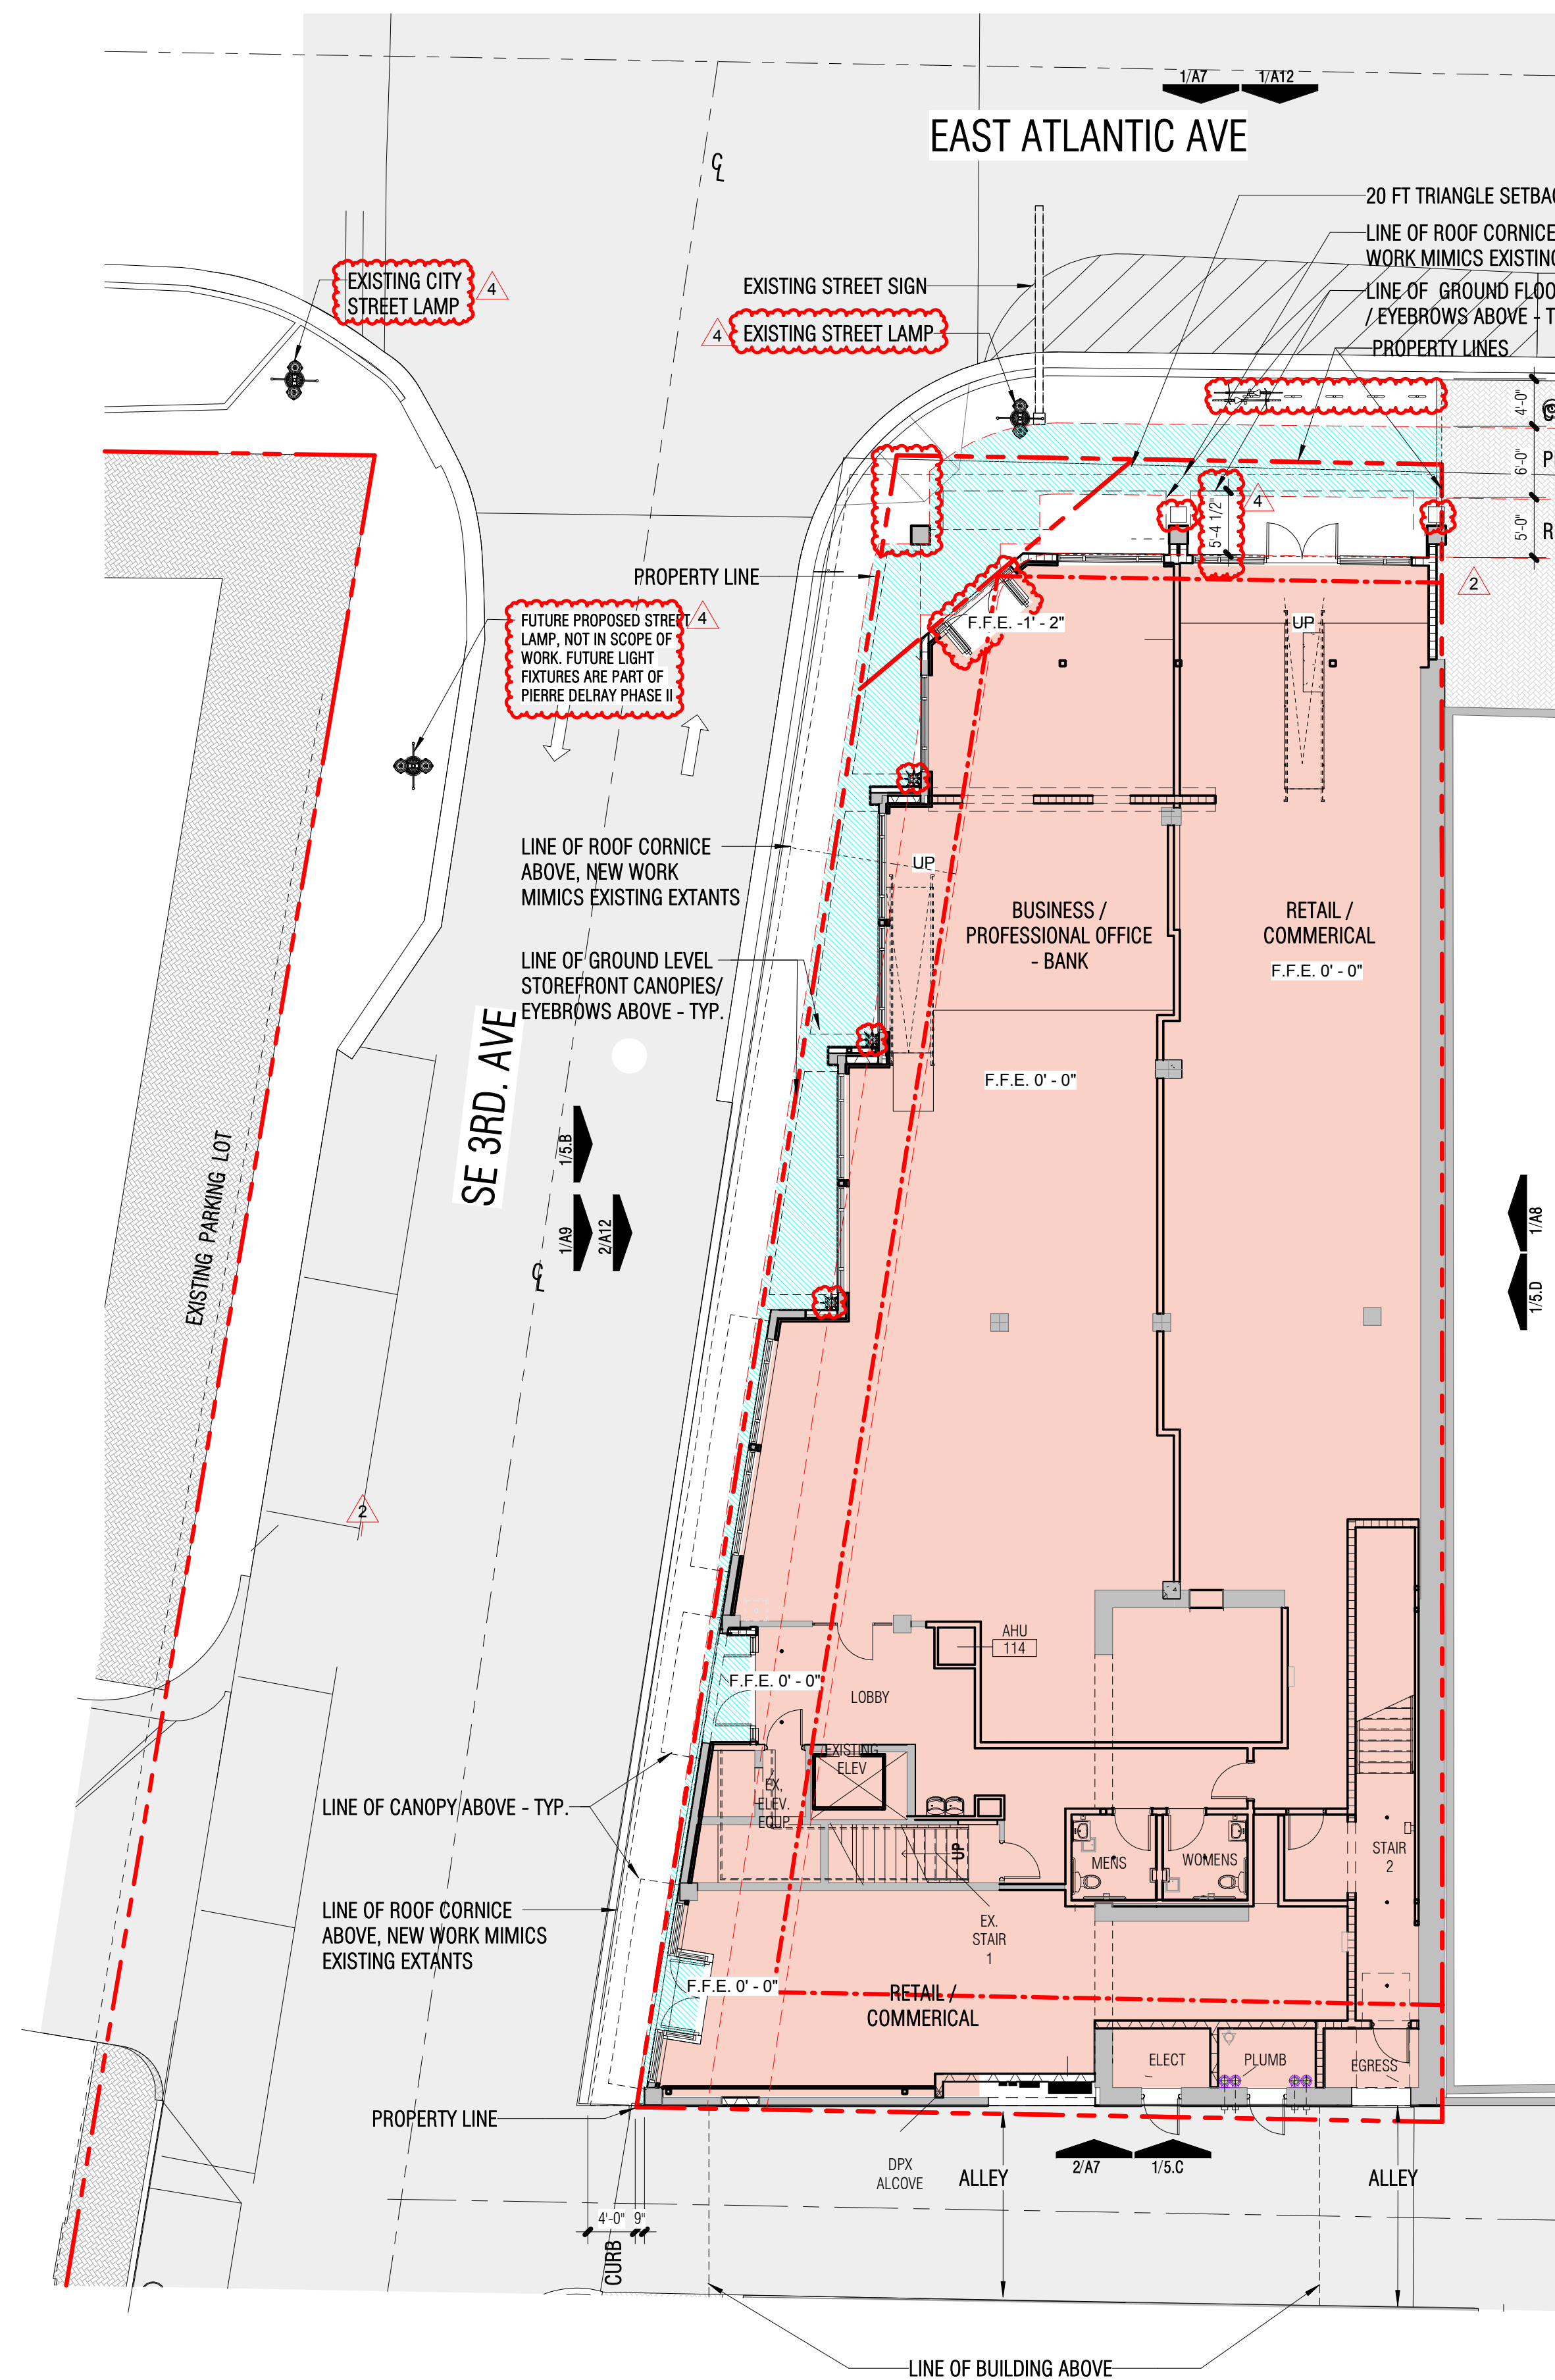 1/A7
1/A12
EAST ATLANTIC AVE
℄
20 FT TRIANGLE SETBAC
LINE OF ROOF CORNICE
WORK MIMICS EXISTING
LINE OF GROUND FLOO
/ EYEBROWS ABOVE - T
PROPERTY LINES
EXISTING CITY
STREET LAMP
4
EXISTING STREET SIGN
4
EXISTING STREET LAMP
4'-0"
6'-0"
P
5'-0"
R
5'-4 1/2"
4
2
PROPERTY LINE
FUTURE PROPOSED STREET
LAMP, NOT IN SCOPE OF
WORK. FUTURE LIGHT
FIXTURES ARE PART OF
PIERRE DELRAY PHASE II
4
F.F.E. -1' - 2"
UP
LINE OF ROOF CORNICE
ABOVE, NEW WORK
MIMICS EXISTING EXTANTS
UP
BUSINESS /
PROFESSIONAL OFFICE
- BANK
RETAIL /
COMMERICAL
F.F.E. 0' - 0"
LINE OF GROUND LEVEL
STOREFRONT CANOPIES/
EYEBROWS ABOVE - TYP.
F.F.E. 0' - 0"
SE 3RD. AVE
1/5.B
1/A9
2/A12
℄
EXISTING PARKING LOT
1/A8
1/5.D
2
AHU
114
F.F.E. 0' - 0"
LOBBY
EXISTING
ELEV
EX.
ELEV.
EQUP
UP
LINE OF CANOPY ABOVE - TYP.
MENS
WOMENS
STAIR
2
LINE OF ROOF CORNICE
ABOVE, NEW WORK MIMICS
EXISTING EXTANTS
EX.
STAIR
1
F.F.E. 0' - 0"
RETAIL /
COMMERICAL
ELECT
PLUMB
EGRESS
PROPERTY LINE
DPX
ALCOVE
ALLEY
2/A7
1/5.C
ALLEY
4'-0"
9"
CURB
LINE OF BUILDING ABOVE